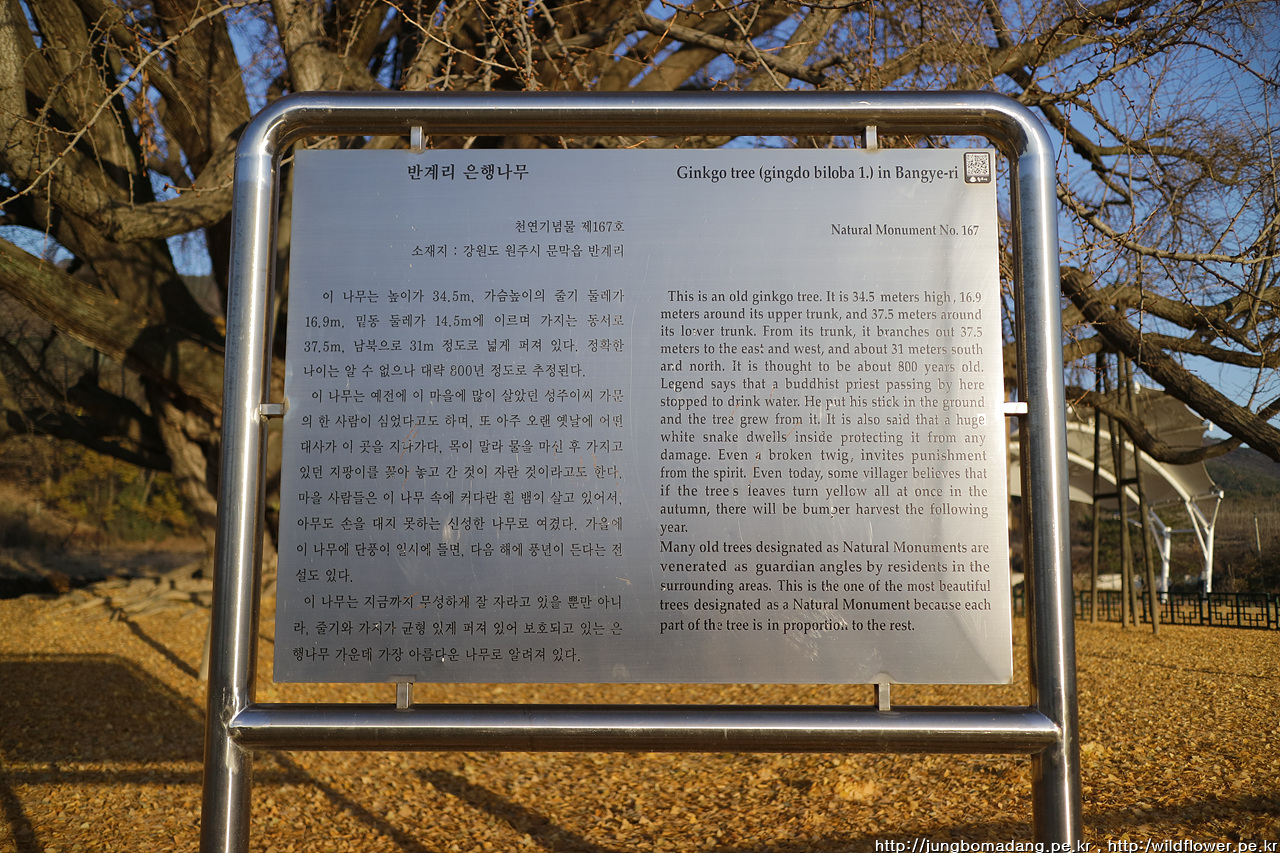 반계리 은행나무
천연기념물 제167호
소재지 : 강원도 원주시 문막읍 반계리
이 나무는 높이가 34.5m, 가슴높이의 줄기 둘레가
16.9m, 밑동 둘레가 14.5m에 이르며 가지는 동서로
37.5m, 남북으로 31m 정도로 넓게 퍼져 있다. 정확한
나이는 알 수 없으나 대략 800년 정도로 추정된다.
이 나무는 예전에 이 마을에 많이 살았던 성주이씨 가문
의 한 사람이 심었다고도 하며, 또 아주 오랜 옛날에 어떤
대사가 이 곳을 지나가다, 목이 말라 물을 마신 후 가지고
있던 지팡이를 꽂아 놓고 간 것이 자란 것이라고도 한다.
마을 사람들은 이 나무 속에 커다란 흰 뱀이 살고 있어서,
아무도 손을 대지 못하는 신성한 나무로 여겼다. 가을에
이 나무에 단풍이 일시에 들면, 다음 해에 풍년이 든다는 전
설도 있다.
이 나무는 지금까지 무성하게 잘 자라고 있을 뿐만 아니
라, 줄기와 가지가 균형 있게 퍼져 있어 보호되고 있는 은
행나무 가운데 가장 아름다운 나무로 알려져 있다.
Ginkgo tree (gingdo biloba 1.) in Bangye-ri
Natural Monument No. 167
This is an old ginkgo tree. It is 34.5 meters high, 16.9
meters around its upper trunk, and 37.5 meters around
its lower trunk. From its trunk, it branches out 37.5
meters to the east and west, and about 31 meters south
and north. It is thought to be about 800 years old.
Legend says that a buddhist priest passing by here
stopped to drink water. He put his stick in the ground
and the tree grew from it. It is also said that a huge
white snake dwells inside protecting it from any
damage. Even a broken twig, invites punishment
from the spirit. Even today, some villager believes that
if the tree's leaves turn yellow all at once in the
autumn, there will be bumper harvest the following
year.
Many old trees designated as Natural Monuments are
venerated as guardian angles by residents in the
surrounding areas. This is the one of the most beautiful
trees designated as a Natural Monument because each
part of the tree is in proportion to the rest.
http://jungbomadang.pe.kr , http:/wildflower.pe.kr